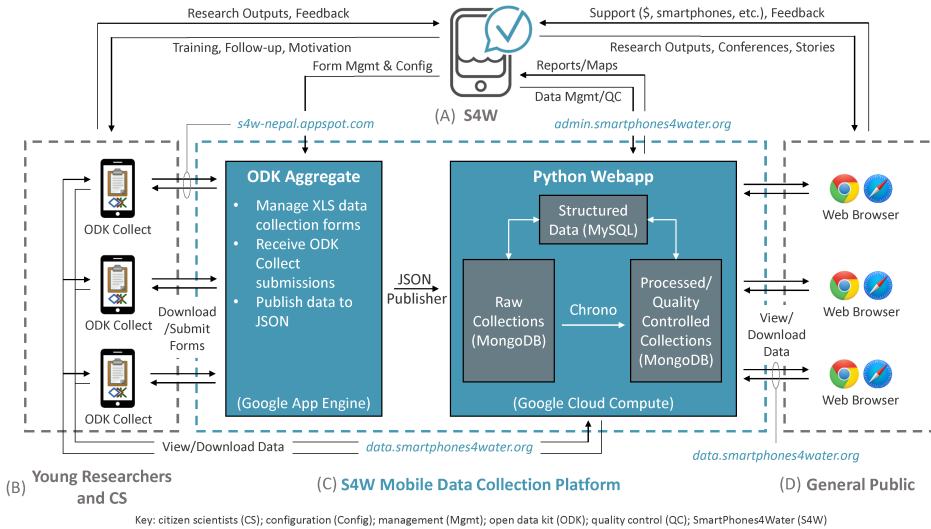 Research Outputs, Feedback
Support ($, smartphones, etc.), Feedback
Training, Follow-up, Motivation
Research Outputs, Conferences, Stories
Form Mgmt & Config
Reports/Maps
Data Mgmt/QC
(A) S4W
s4w-nepal.appspot.com
admin.smartphones4water.org
ODK Collect
ODK Collect
ODK Collect
Download
/Submit
Forms
ODK Aggregate
• Manage XLS data
collection forms
• Receive ODK
Collect
submissions
• Publish data to
JSON
(Google App Engine)
JSON
Publisher
Python Webapp
Structured
Data (MySQL)
Raw
Collections
(MongoDB)
Chrono
Processed/
Quality
Controlled
Collections
(MongoDB)
(Google Cloud Compute)
Web Browser
Web Browser
Web Browser
View/
Download
Data
View/Download Data
data.smartphones4water.org
data.smartphones4water.org
(B) Young Researchers
and CS
(C) S4W Mobile Data Collection Platform
(D) General Public
Key: citizen scientists (CS); configuration (Config); management (Mgmt); open data kit (ODK); quality control (QC); SmartPhones4Water (S4W)